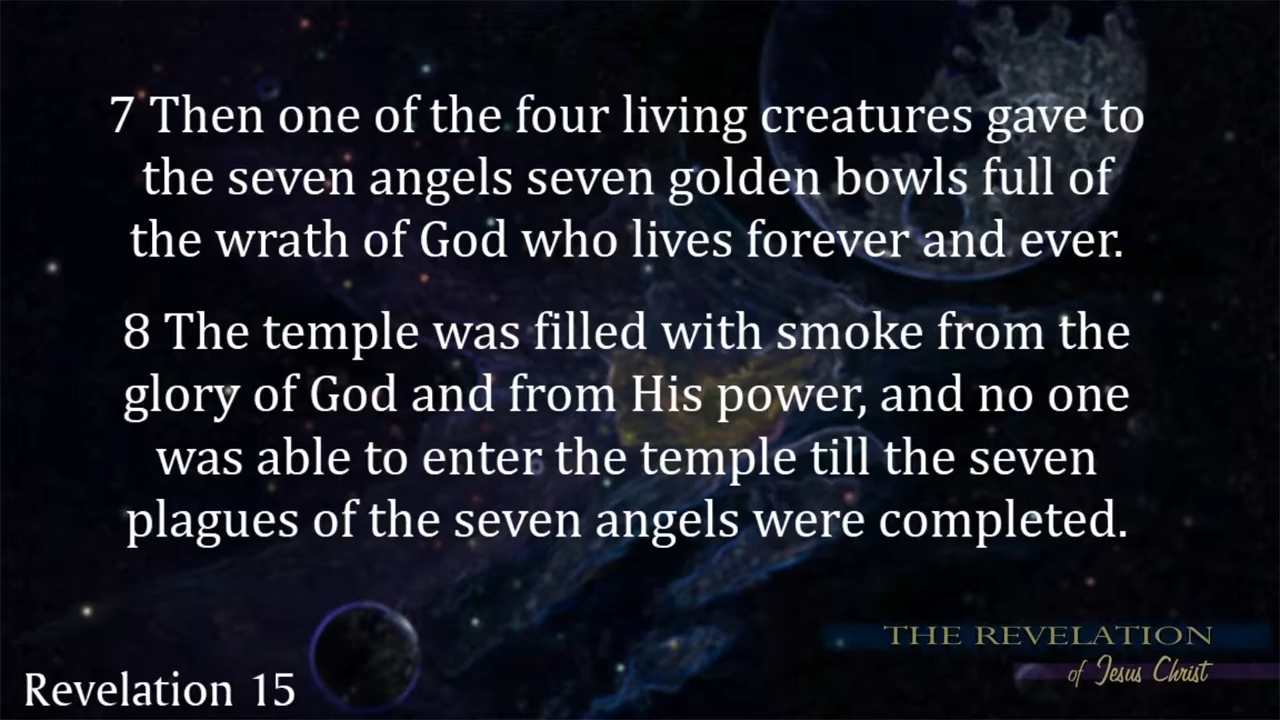 7 Then one of the four living creatures gave to
the seven angels seven golden bowls full of
the wrath of God who lives forever and ever.
8 The temple was filled with smoke from the
glory of God and from His power, and no one
was able to enter the temple till the seven
plagues of the seven angels were completed.
THE REVELATION
of Jesus Christ
Revelation 15